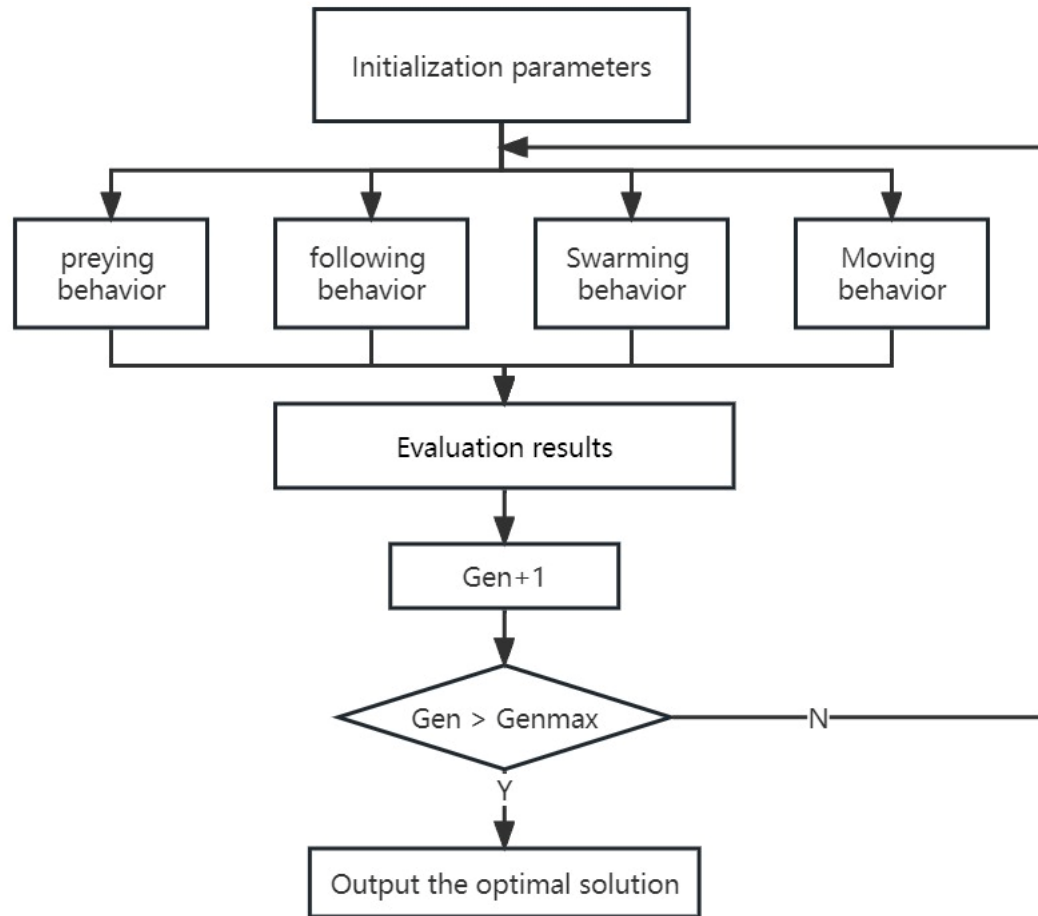 Initialization parameters
preying
behavior
following
behavior
Swarming
behavior
Moving
behavior
Evaluation results
Gen+1
Gen > Genmax
N
Y
Output the optimal solution